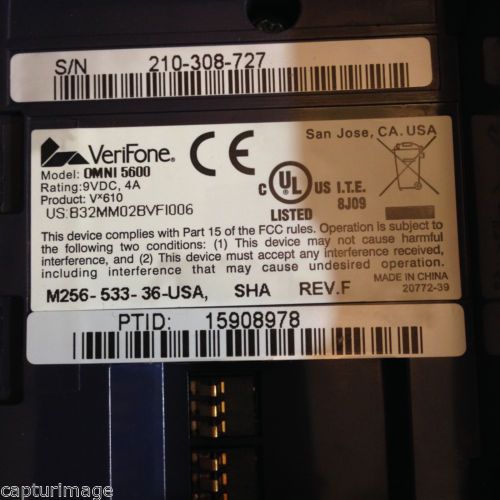 S/N 210-308-727
VeriFone®
San Jose, CA. USA
Model: OMNI 5600
Rating:9VDC, 4A
Product: V*610
US:B32MM02BVFI006
CE
C UL® US I.T.E.
LISTED 8J09
This device complies with Part 15 of the FCC rules. Operation is subject to
the following two conditions: (1) This device may not cause harmful
interference, and (2) This device must accept any interference received,
including interference that may cause undesired operation.
MADE IN CHINA
M256-533-36-USA, SHA REV.F 20772-39
PTID: 15908978
capturimage